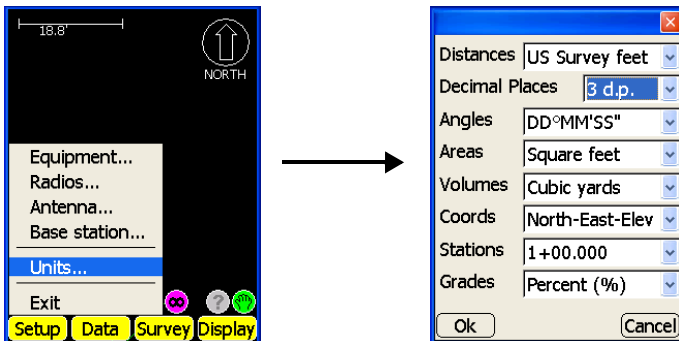 18.8'
NORTH
Equipment...
Radios...
Antenna...
Base station...
Units...
Exit
∞ ?
Setup Data Survey Display
Distances US Survey feet
Decimal Places 3 d.p.
Angles DD°MM'SS"
Areas Square feet
Volumes Cubic yards
Coords North-East-Elev
Stations 1+00.000
Grades Percent (%)
Ok Cancel